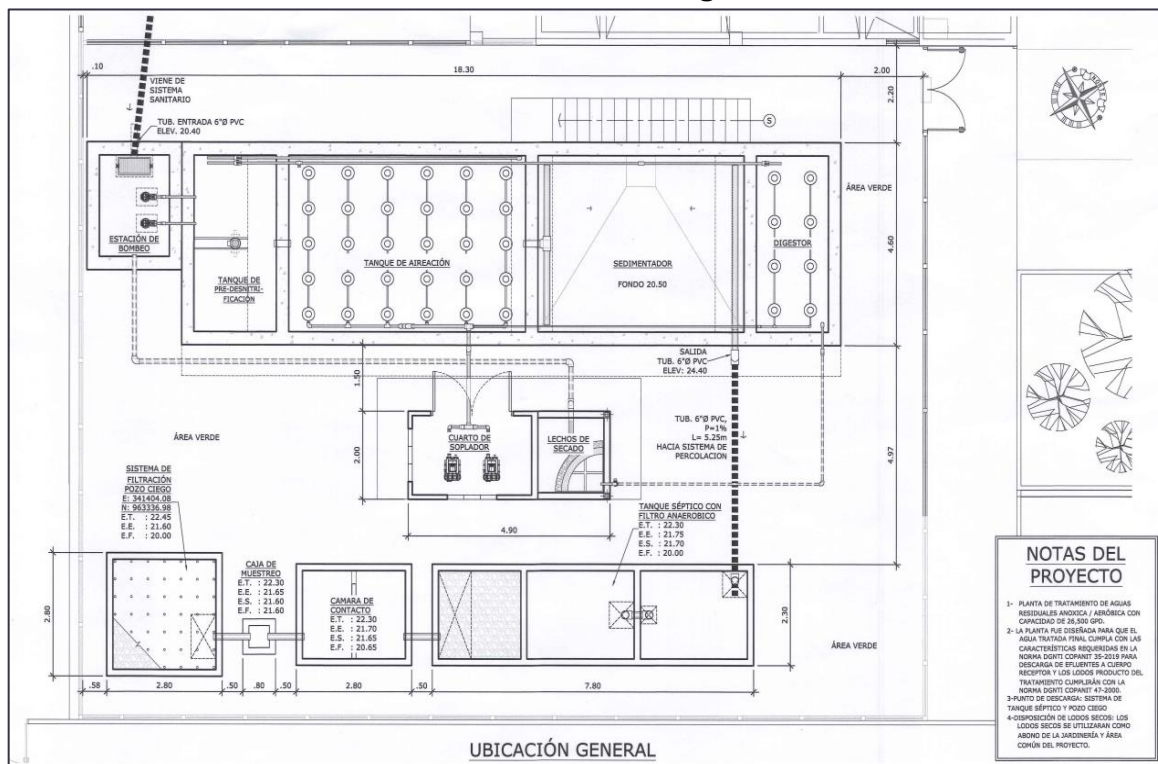 .10
18.30
2.00
2.20
VIENE DE
SISTEMA
SANITARIO
TUB. ENTRADA 6"Ø PVC
ELEV. 20.40
S
ÁREA VERDE
ESTACIÓN DE
BOMBEO
TANQUE DE
PRE-DESNITRI-
FICACIÓN
TANQUE DE AIREACIÓN
SEDIMENTADOR
FONDO 20.50
DIGESTOR
4.60
SALIDA
TUB. 6"Ø PVC
ELEV: 24.40
1.50
2.00
CUARTO DE
SOPLADOR
LECHOS DE
SECADO
TUB. 6"Ø PVC,
P=1%
L= 5.25m
HACIA SISTEMA DE
PERCOLACION
4.97
ÁREA VERDE
4.90
SISTEMA DE
FILTRACIÓN
POZO CIEGO
E: 341404.08
N: 963336.98
E.T. : 22.45
E.E. : 21.60
E.F. : 20.00
CAJA DE
MUESTREO
E.T. : 22.30
E.E. : 21.65
E.S. : 21.60
E.F. : 21.60
CAMARA DE
CONTACTO
E.T. : 22.30
E.E. : 21.70
E.S. : 21.65
E.F. : 20.65
TANQUE SÉPTICO CON
FILTRO ANAEROBICO
E.T. : 22.30
E.E. : 21.75
E.S. : 21.70
E.F. : 20.00
2.80
2.30
ÁREA VERDE
.58
2.80
.50
.80
.50
2.80
.50
7.80
UBICACIÓN GENERAL
NOTAS DEL
PROYECTO
1- PLANTA DE TRATAMIENTO DE AGUAS
RESIDUALES ANOXICA / AERÓBICA CON
CAPACIDAD DE 26,500 GPD.
2- LA PLANTA FUE DISEÑADA PARA QUE EL
AGUA TRATADA FINAL CUMPLA CON LAS
CARACTERÍSTICAS REQUERIDAS EN LA
NORMA DGNTI COPANIT 35-2019 PARA
DESCARGA DE EFLUENTES A CUERPO
RECEPTOR Y LOS LODOS PRODUCTO DEL
TRATAMIENTO CUMPLIRÁN CON LA
NORMA DGNTI COPANIT 47-2000.
3-PUNTO DE DESCARGA: SISTEMA DE
TANQUE SÉPTICO Y POZO CIEGO
4-DISPOSICIÓN DE LODOS SECOS: LOS
LODOS SECOS SE UTILIZARAN COMO
ABONO DE LA JARDINERÍA Y ÁREA
COMÚN DEL PROYECTO.